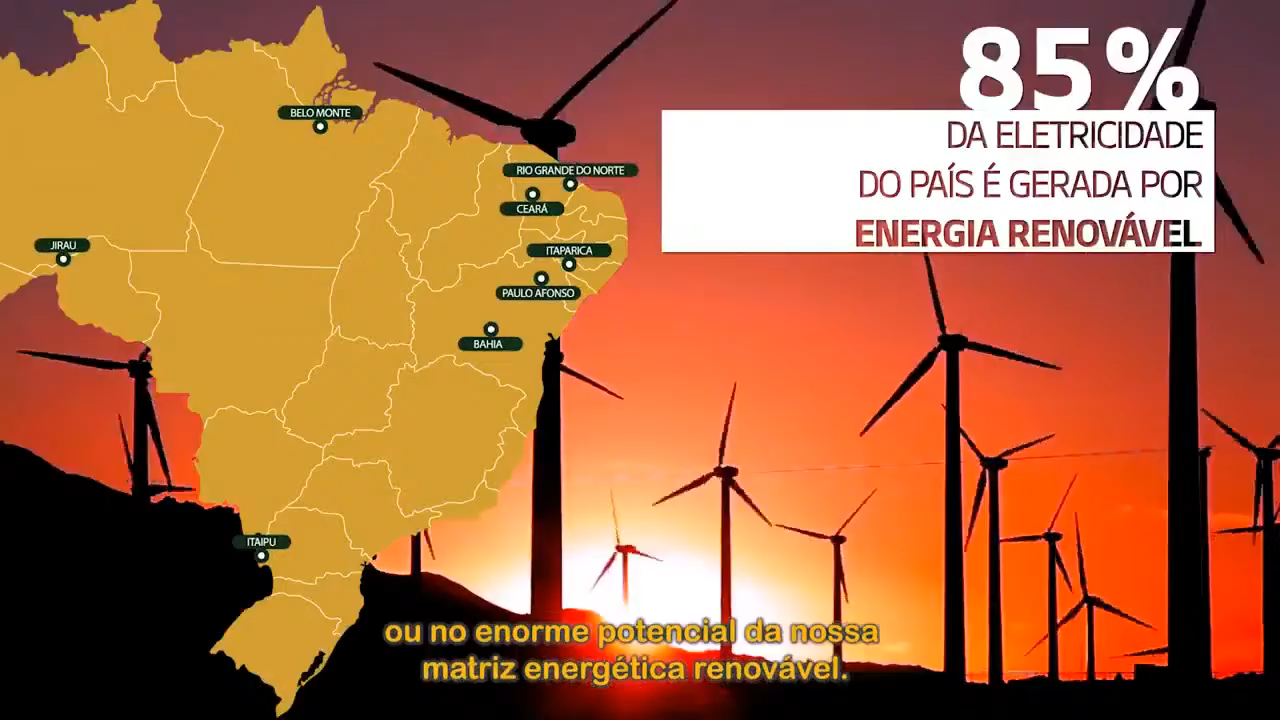 85%
DA ELETRICIDADE
DO PAÍS É GERADA POR
ENERGIA RENOVÁVEL
BELO MONTE
RIO GRANDE DO NORTE
CEARÁ
JIRAU
ITAPARICA
PAULO AFONSO
BAHIA
ITAIPU
ou no enorme potencial da nossa
matriz energética renovável.